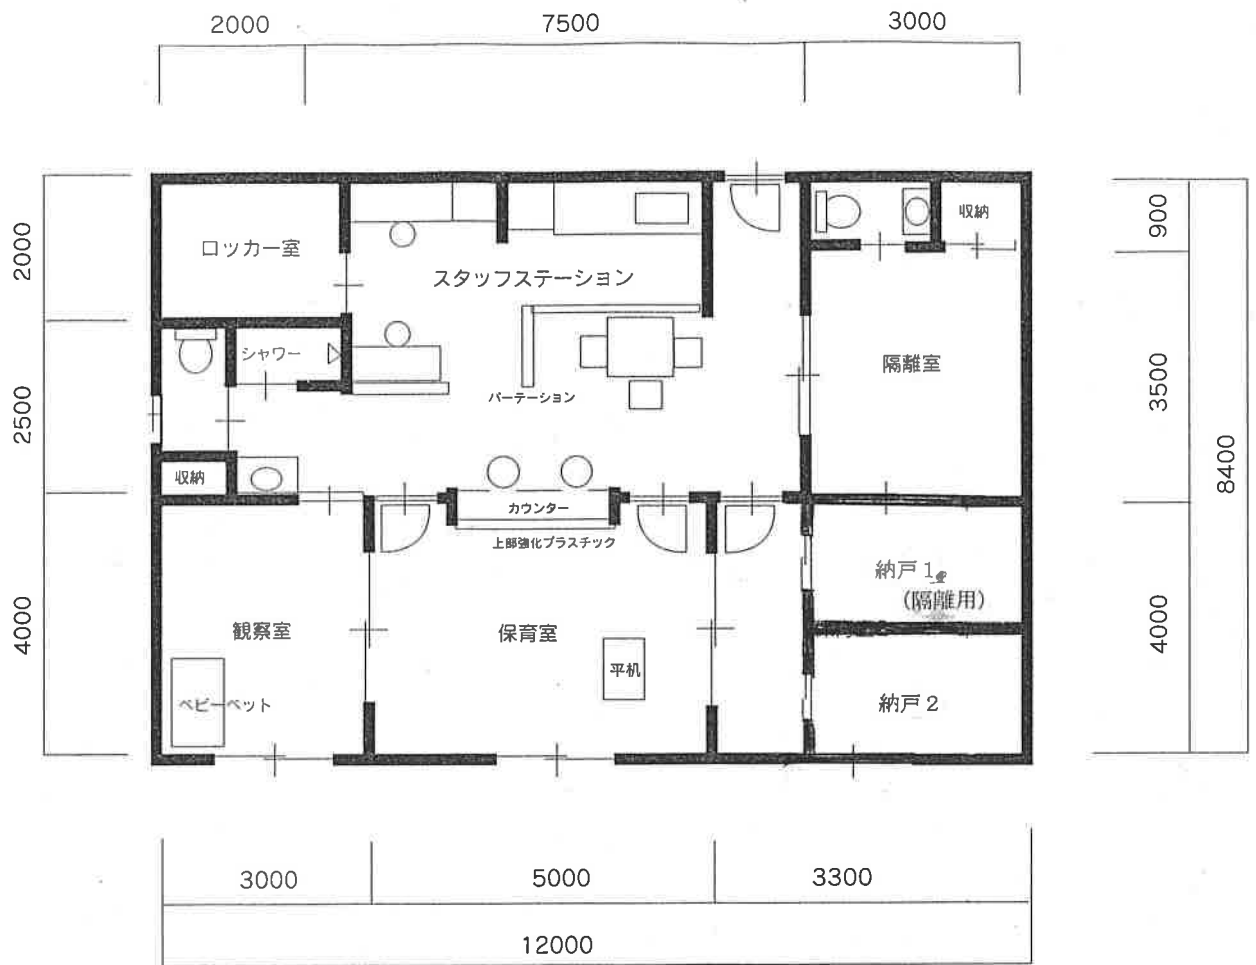 2000
7500
3000
2000
2500
4000
900
3500
4000
8400
ロッカー室
スタッフステーション
収納
シャワー
隔離室
パーテーション
収納
カウンター
上部強化プラスチック
納戸1
(隔離用)
観察室
保育室
平机
ベビーベット
納戸2
3000
5000
3300
12000